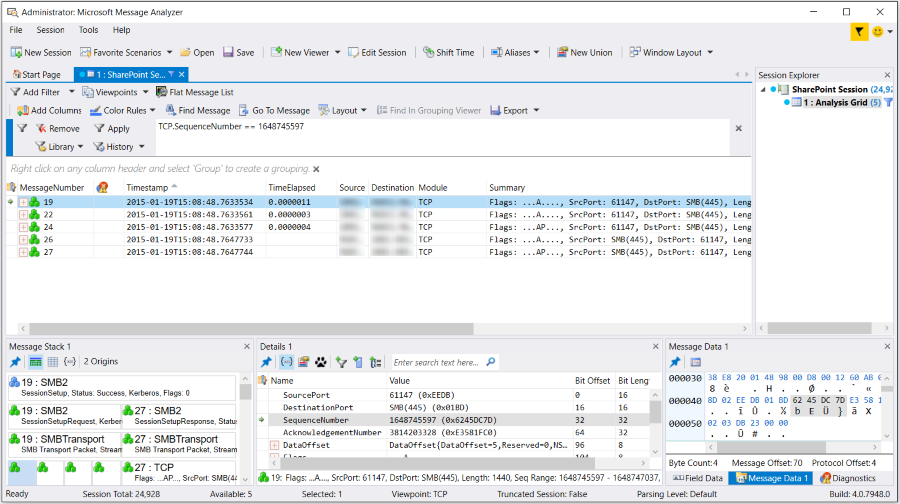 Administrator: Microsoft Message Analyzer
File Session Tools Help
New Session Favorite Scenarios Open Save New Viewer Edit Session Shift Time Aliases New Union Window Layout
Start Page 1 : SharePoint Se...
Session Explorer
Add Filter Viewpoints Flat Message List
SharePoint Session (24,92
Add Columns Color Rules Find Message Go To Message Layout Find In Grouping Viewer Export
1 : Analysis Grid (5)
Remove Apply
TCP.SequenceNumber == 1648745597
Library History
Right click on any column header and select 'Group' to create a grouping.
MessageNumber Timestamp TimeElapsed Source Destination Module Summary
19 2015-01-19T15:08:48.7633534 0.0000011 TCP Flags: ...A...., SrcPort: 61147, DstPort: SMB(445), Leng
22 2015-01-19T15:08:48.7633561 0.0000003 TCP Flags: ...A...., SrcPort: 61147, DstPort: SMB(445), Leng
24 2015-01-19T15:08:48.7633577 0.0000004 TCP Flags: ...AP..., SrcPort: 61147, DstPort: SMB(445), Leng
26 2015-01-19T15:08:48.7647733 TCP Flags: ...A...., SrcPort: SMB(445), DstPort: 61147, Leng
27 2015-01-19T15:08:48.7647744 TCP Flags: ...AP..., SrcPort: SMB(445), DstPort: 61147, Leng
Message Stack 1
2 Origins
19 : SMB2
SessionSetup, Status: Success, Kerberos, Flags: 0
19 : SMB2 27 : SMB2
SessionSetupRequest, Kerber SessionSetupResponse, Statu
19 : SMBTransport 27 : SMBTransport
SMB Transport Packet, Stream SMB Transport Packet, Stream
27 : TCP
Flags: ...AP..., SrcPort: SMB(
Details 1
Enter search text here...
Name Value Bit Offset Bit Leng
SourcePort 61147 (0xEEDB) 0 16
DestinationPort SMB(445) (0x01BD) 16 16
SequenceNumber 1648745597 (0x6245DC7D) 32 32
AcknowledgementNumber 3814203328 (0xE3581FC0) 64 32
DataOffset DataOffset{DataOffset=5,Reserved=0,NS... 96 8
Flags ...A.... 104 8
19: Flags: ...A...., SrcPort: 61147, DstPort: SMB(445), Length: 1440, Seq Range: 1648745597 - 1648747037,
Message Data 1
000030 38 E8 20 01 48 98 00 D8 00 12 60 AB 0
8 è . H . . Ø . . ` «
000040 8D 02 EE DB 01 BD 62 45 DC 7D E3 58 1
. . î Û . ½ b E Ü } ã X
000050 02 03 DB 23 00 00
. . Û # . .
Byte Count:4 Message Offset:70 Protocol Offset:4
Field Data Message Data 1 Diagnostics
Ready Session Total: 24,928 Available: 5 Selected: 1 Viewpoint: TCP Truncated Session: False Parsing Level: Default Build: 4.0.7948.0